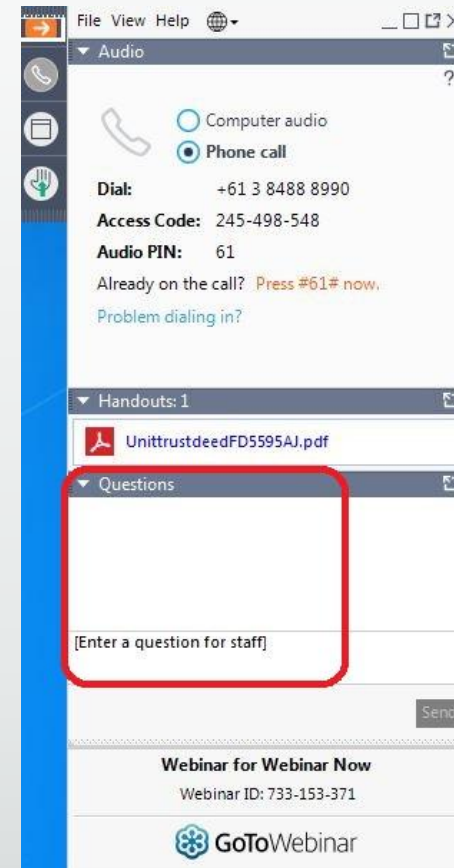 File View Help
Audio
?
Computer audio
Phone call
Dial: +61 3 8488 8990
Access Code: 245-498-548
Audio PIN: 61
Already on the call? Press #61# now.
Problem dialing in?
Handouts: 1
UnittrustdeedFD5595AJ.pdf
Questions
[Enter a question for staff]
Send
Webinar for Webinar Now
Webinar ID: 733-153-371
GoToWebinar